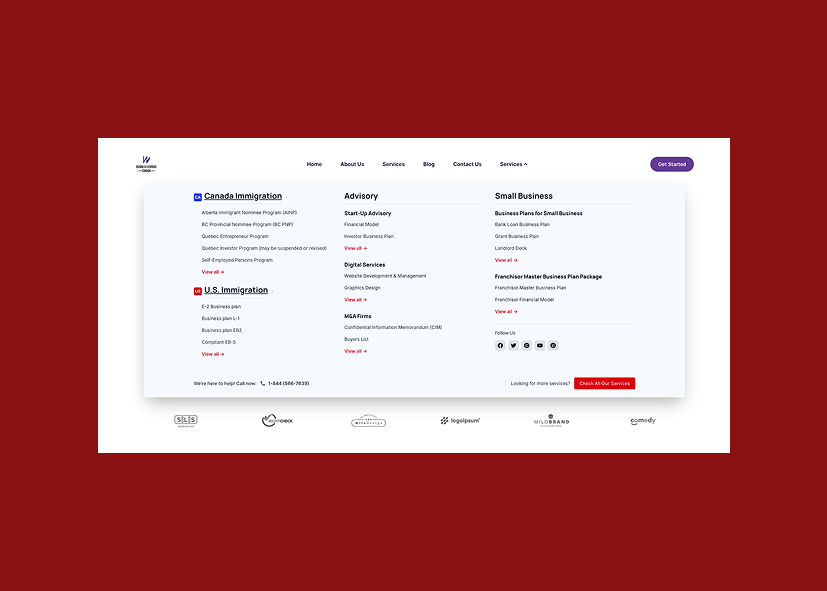 BUSINESS VENTURE
CANADA
Home
About Us
Services
Blog
Contact Us
Services
Get Started
CA Canada Immigration
Alberta Immigrant Nominee Program (AINP)
BC Provincial Nominee Program (BC PNP)
Québec Entrepreneur Program
Québec Investor Program (may be suspended or revised)
Self-Employed Persons Program
View all →
US U.S. Immigration
E-2 Business plan
Business plan L-1
Business plan EB2
Compliant EB-5
View all →
Advisory
Start-Up Advisory
Financial Model
Investor Business Plan
View all →
Digital Services
Website Development & Management
Graphics Design
View all →
M&A Firms
Confidential Information Memorandum (CIM)
Buyers List
View all →
Small Business
Business Plans for Small Business
Bank Loan Business Plan
Grant Business Plan
Landlord Deck
View all →
Franchisor Master Business Plan Package
Franchisor Master Business Plan
Franchisor Financial Model
View all →
Follow Us
We're here to help! Call now: 1-844 (566-7639)
Looking for more services?
Check All Our Services
SLS
RIGHTCHECK
logoipsum
MILOBRAND
comedy